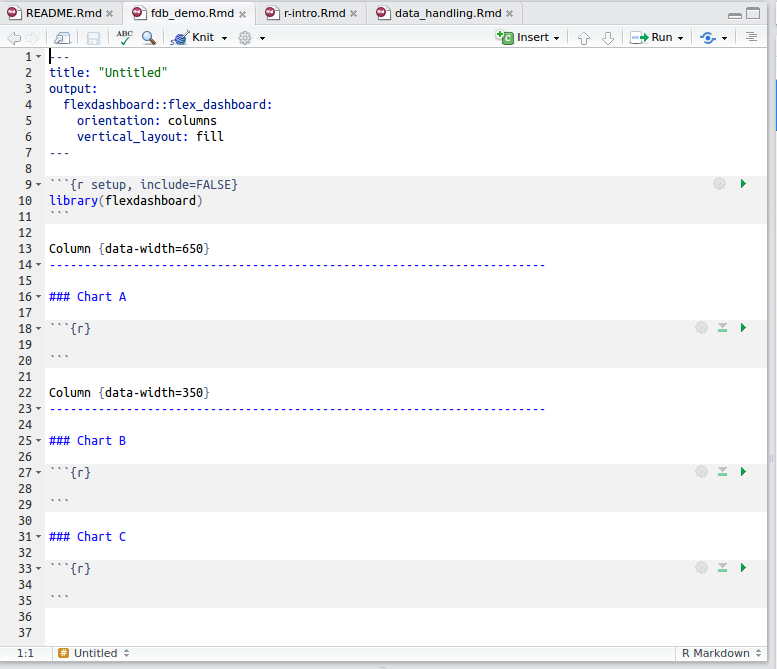 README.Rmd × fdb_demo.Rmd × r-intro.Rmd × data_handling.Rmd ×
ABC Knit Insert Run
1 ---
2 title: "Untitled"
3 output:
4 flexdashboard::flex_dashboard:
5 orientation: columns
6 vertical_layout: fill
7 ---
8
9 ```{r setup, include=FALSE}
10 library(flexdashboard)
11 ```
12
13 Column {data-width=650}
14 -----------------------------------------------------------------------
15
16 ### Chart A
17
18 ```{r}
19
20 ```
21
22 Column {data-width=350}
23 -----------------------------------------------------------------------
24
25 ### Chart B
26
27 ```{r}
28
29 ```
30
31 ### Chart C
32
33 ```{r}
34
35 ```
36
37
1:1 # Untitled R Markdown